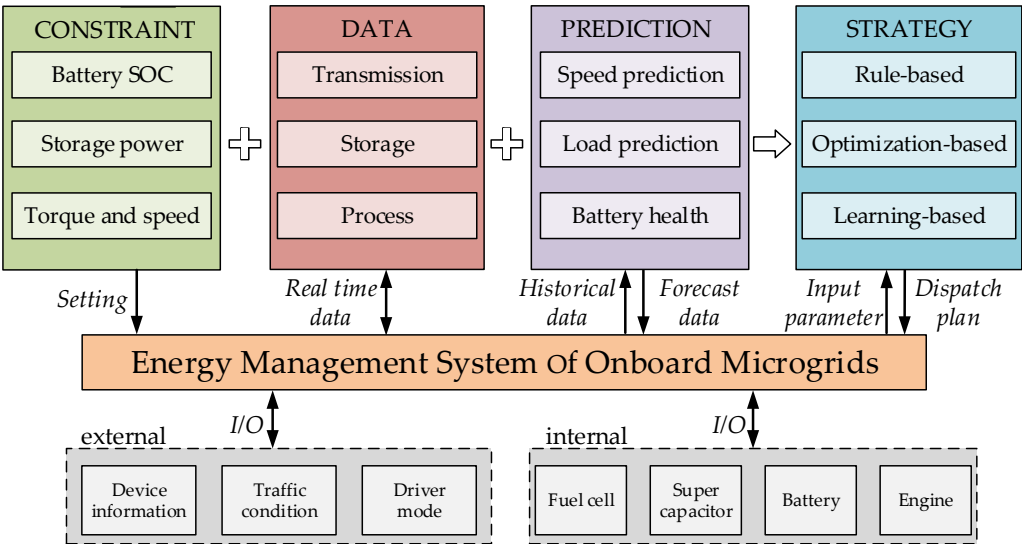 CONSTRAINT
Battery SOC
Storage power
Torque and speed
DATA
Transmission
Storage
Process
PREDICTION
Speed prediction
Load prediction
Battery health
STRATEGY
Rule-based
Optimization-based
Learning-based
Setting
Real time
data
Historical
data
Forecast
data
Input
parameter
Dispatch
plan
Energy Management System Of Onboard Microgrids
I/O
I/O
external
Device
information
Traffic
condition
Driver
mode
internal
Fuel cell
Super
capacitor
Battery
Engine